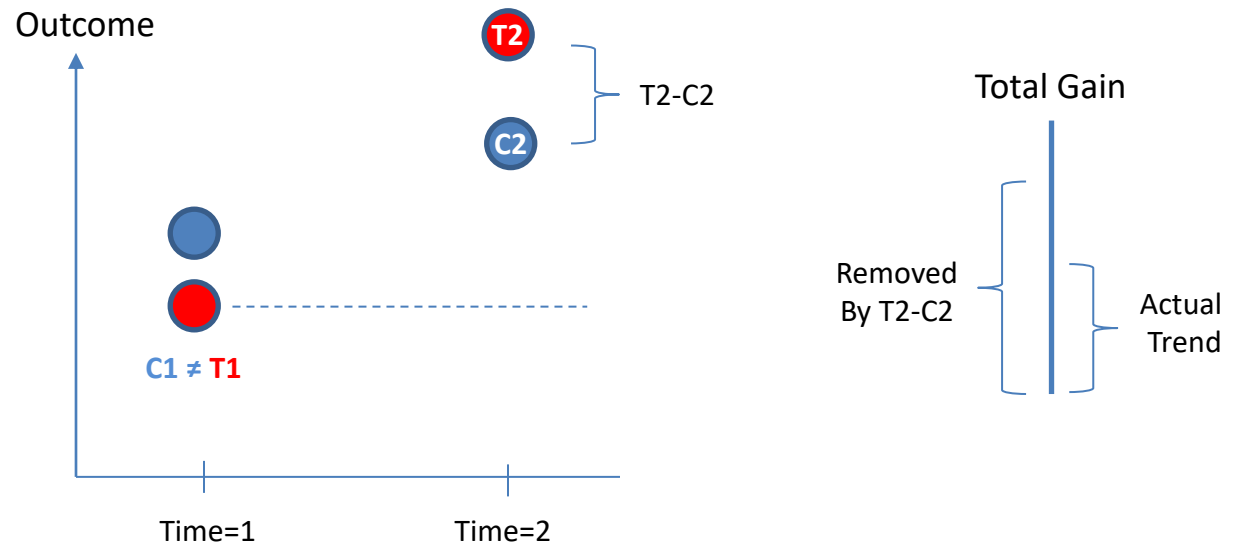 Outcome
T2
T2-C2
C2
C1 ≠ T1
Time=1
Time=2
Total Gain
Removed
By T2-C2
Actual
Trend